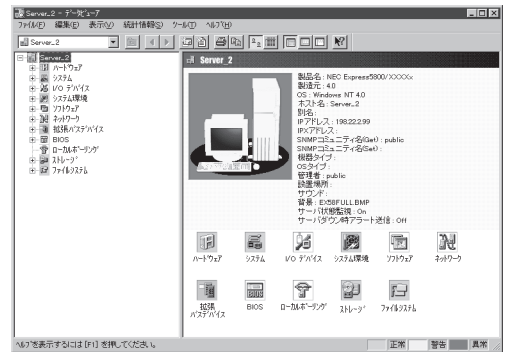 Server_2 - データビューア
ファイル(F) 編集(E) 表示(V) 統計情報(S) ツール(T) ヘルプ(H)
Server_2
Server_2
ハードウェア
システム
I/O デバイス
システム環境
ソフトウェア
ネットワーク
拡張バスデバイス
BIOS
ローカルポーリング
ストレージ
ファイルシステム
Server_2
製品名 : NEC Express5800/XXXXx
製造元 : 4.0
OS : Windows NT 4.0
ホスト名 : Server_2
別名 :
IPアドレス : 198.22.2.99
IPXアドレス :
SNMPコミュニティ名(Get) : public
SNMPコミュニティ名(Set) :
機器タイプ :
OSタイプ :
管理者 : public
設置場所 :
サウンド :
背景 : EX58FULL.BMP
サーバ状態監視 : On
サーバダウン時アラート送信 : Off
ハードウェア
システム
I/O デバイス
システム環境
ソフトウェア
ネットワーク
拡張
バスデバイス
BIOS
ローカルポーリング
ストレージ
ファイルシステム
ヘルプを表示するには [F1] を押してください。
正常
警告
異常